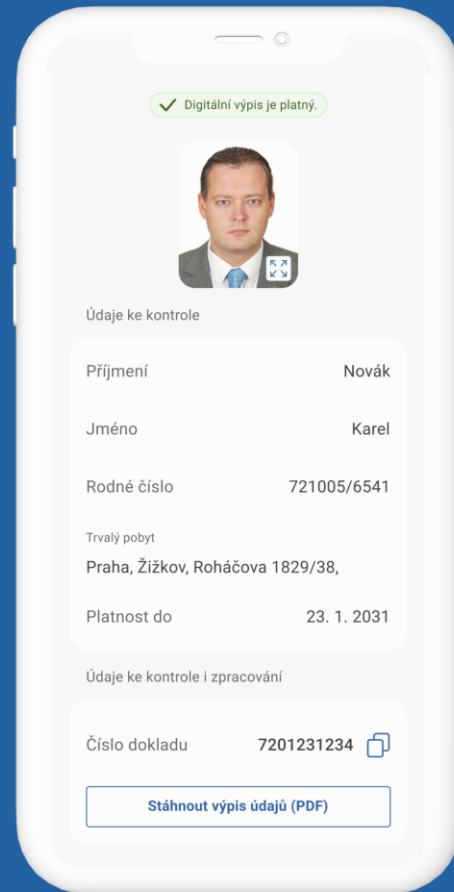 Digitální výpis je platný.
Údaje ke kontrole
Příjmení Novák
Jméno Karel
Rodné číslo 721005/6541
Trvalý pobyt
Praha, Žižkov, Roháčova 1829/38,
Platnost do 23. 1. 2031
Údaje ke kontrole i zpracování
Číslo dokladu 7201231234
Stáhnout výpis údajů (PDF)